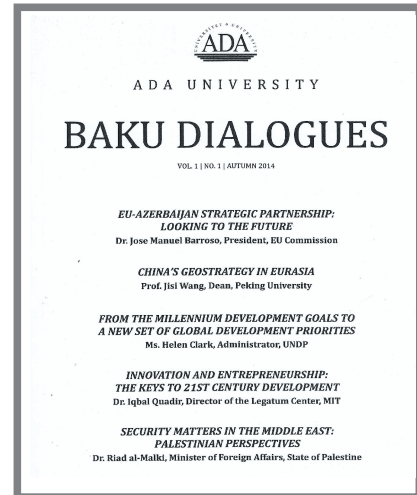 ADA
ADA UNIVERSITY
BAKU DIALOGUES
VOL. 1 | NO. 1 | AUTUMN 2014
EU-AZERBAIJAN STRATEGIC PARTNERSHIP:
LOOKING TO THE FUTURE
Dr. Jose Manuel Barroso, President, EU Commission
CHINA'S GEOSTRATEGY IN EURASIA
Prof. Jisi Wang, Dean, Peking University
FROM THE MILLENNIUM DEVELOPMENT GOALS TO
A NEW SET OF GLOBAL DEVELOPMENT PRIORITIES
Ms. Helen Clark, Administrator, UNDP
INNOVATION AND ENTREPRENEURSHIP:
THE KEYS TO 21ST CENTURY DEVELOPMENT
Dr. Iqbal Quadir, Director of the Legatum Center, MIT
SECURITY MATTERS IN THE MIDDLE EAST:
PALESTINIAN PERSPECTIVES
Dr. Riad al-Malki, Minister of Foreign Affairs, State of Palestine